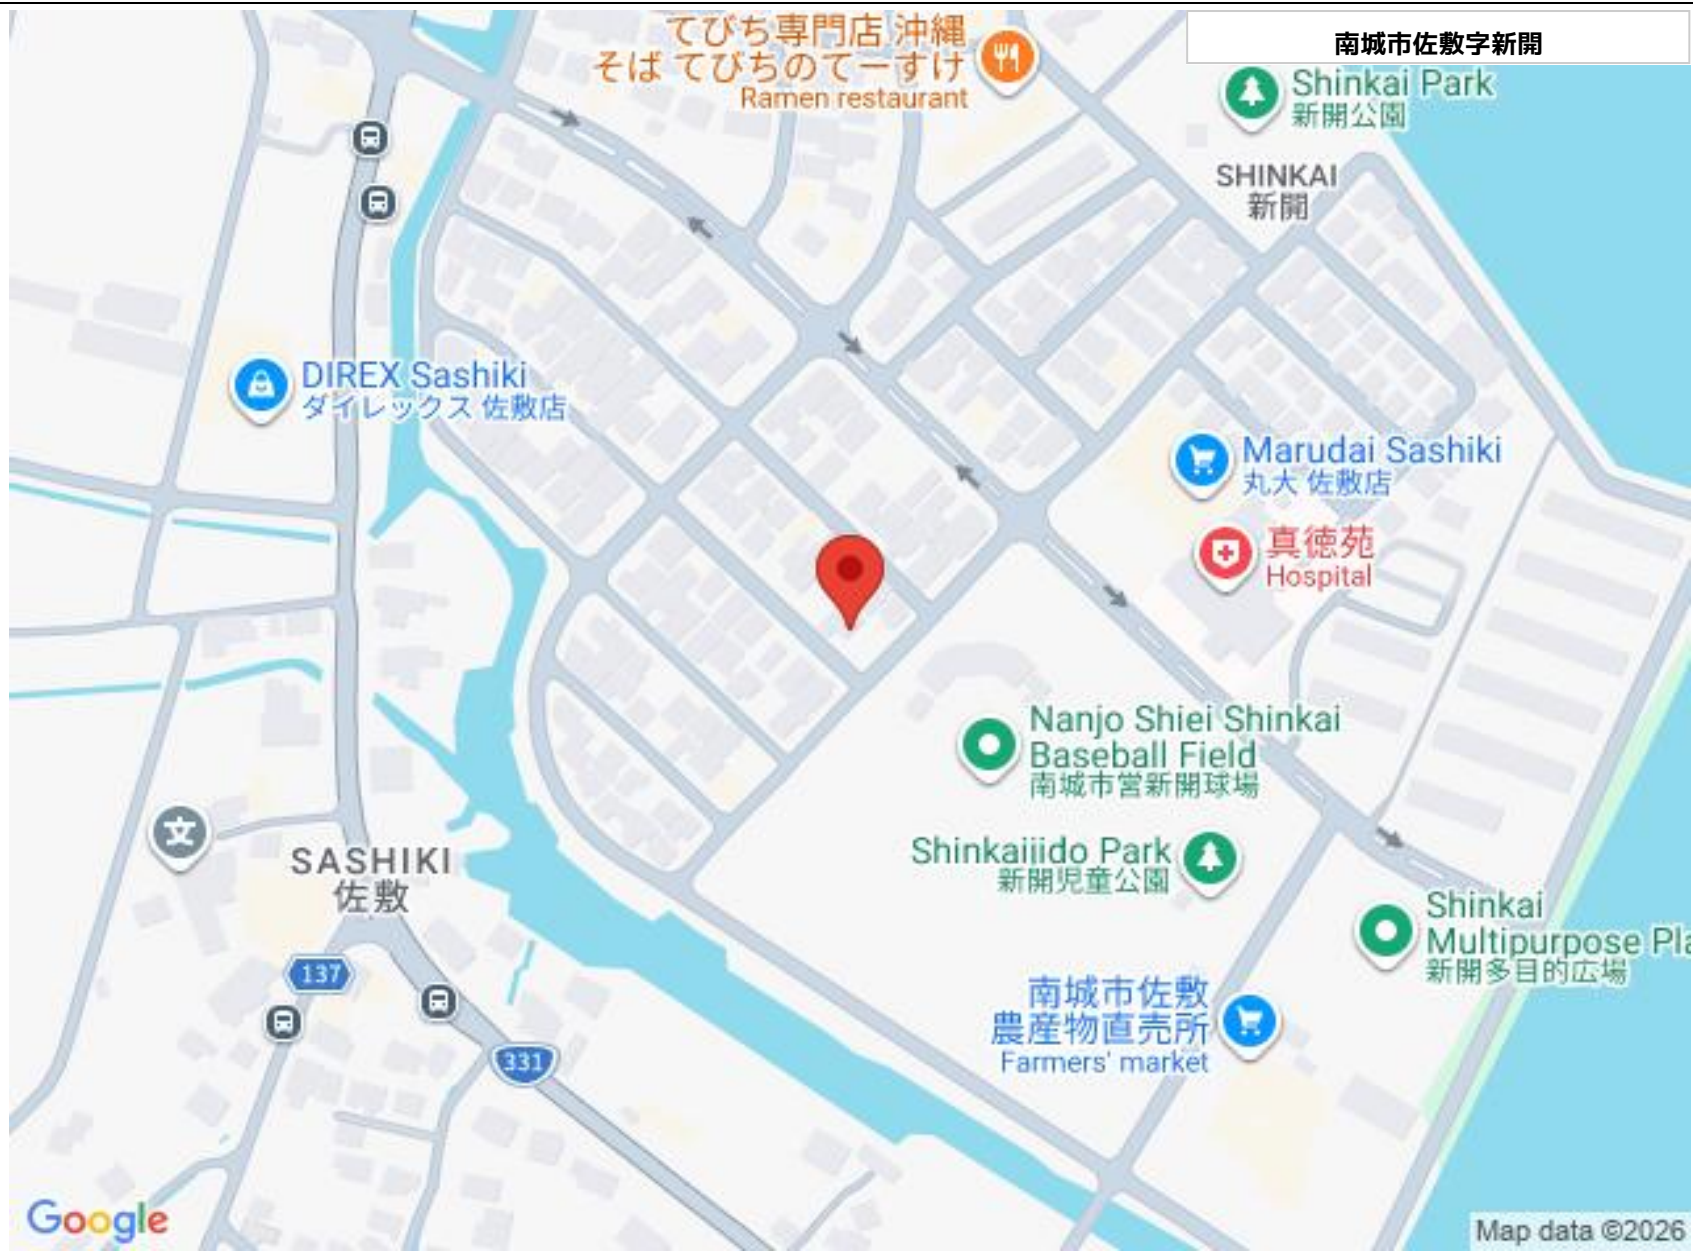 てびち専門店 沖縄
そば てびちのてーすけ
Ramen restaurant
南城市佐敷字新開
Shinkai Park
新開公園
SHINKAI
新開
DIREX Sashiki
ダイレックス 佐敷店
Marudai Sashiki
丸大 佐敷店
真徳苑
Hospital
Nanjo Shiei Shinkai
Baseball Field
南城市営新開球場
文
SASHIKI
佐敷
Shinkaijido Park
新開児童公園
Shinkai
Multipurpose Pla
新開多目的広場
137
南城市佐敷
農産物直売所
Farmers' market
331
Google
Map data ©2026